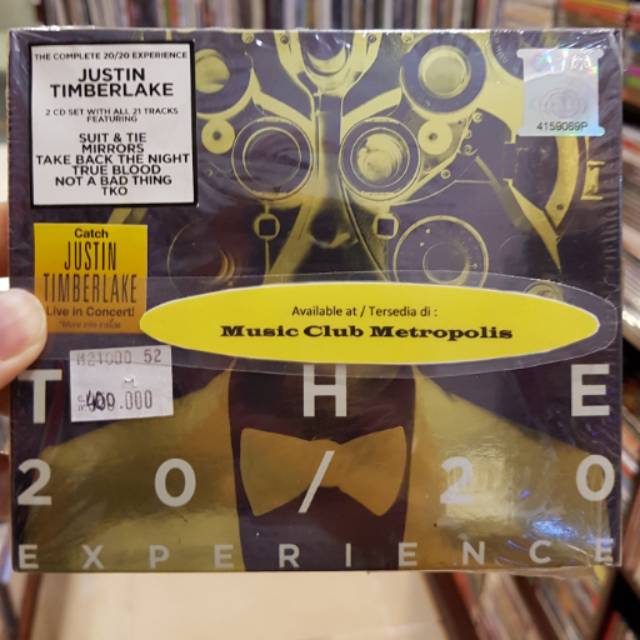 THE COMPLETE 20/20 EXPERIENCE
JUSTIN
TIMBERLAKE
2 CD SET WITH ALL 21 TRACKS
FEATURING
SUIT & TIE
MIRRORS
TAKE BACK THE NIGHT
TRUE BLOOD
NOT A BAD THING
TKO
4159089P
Catch
JUSTIN
TIMBERLAKE
Live in Concert!
Available at / Tersedia di :
Music Club Metropolis
52
THE
20/20
EXPERIENCE